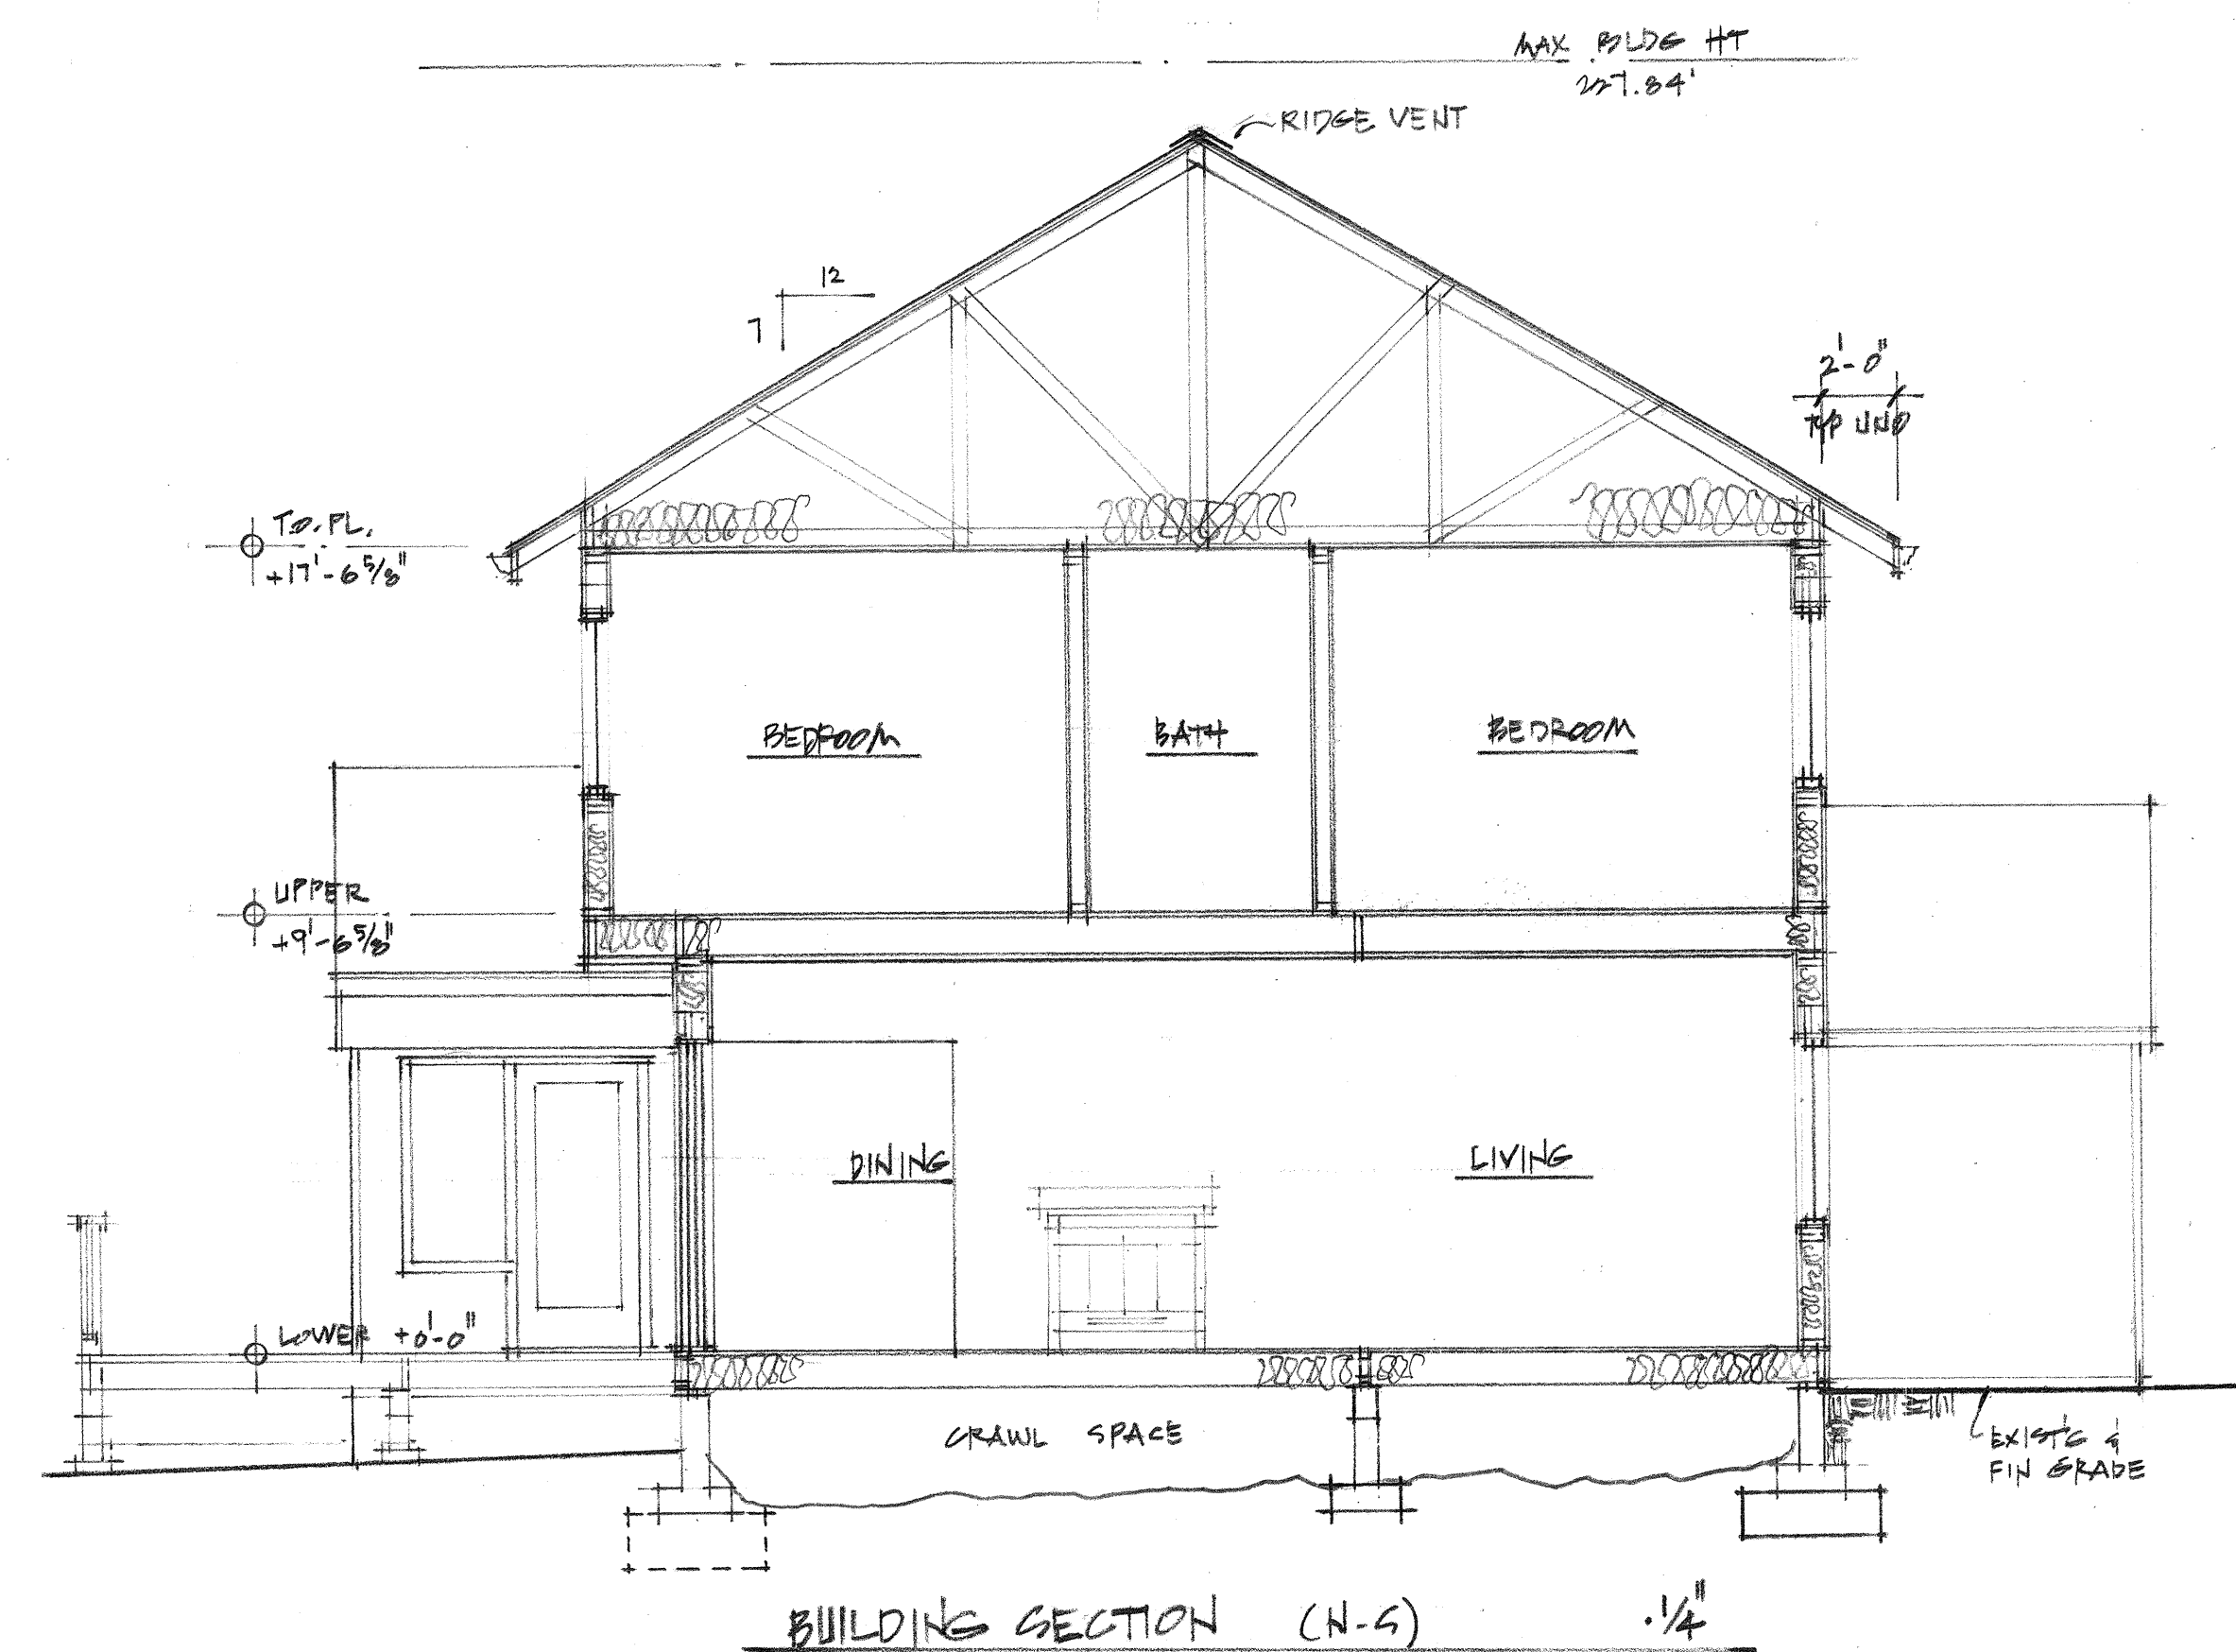 MAX. BLDG HT
227.84'
RIDGE VENT
12
7
2'-0"
TYP UNO
T.O. PL.
+17'-6 5/8"
BEDROOM
BATH
BEDROOM
UPPER
+9'-6 5/8"
DINING
LIVING
LOWER +0'-0"
CRAWL SPACE
EXIST'G &
FIN GRADE
BUILDING SECTION (N-S) 1/4"